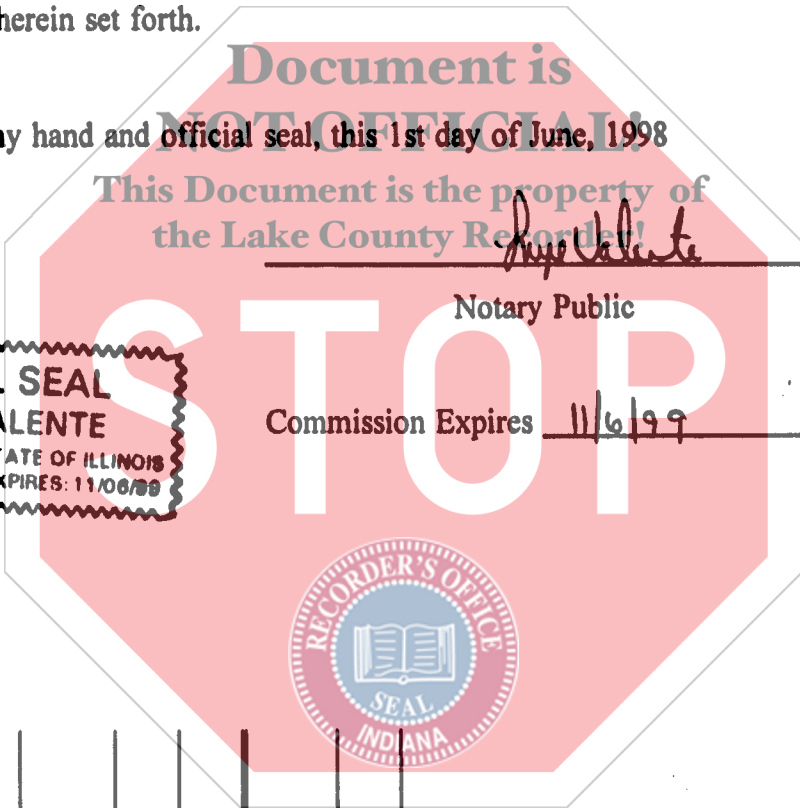 herein set forth.
Document is
NOT OFFICIAL!
hand and official seal, this 1st day of June, 1998
This Document is the property of
the Lake County Recorder!
Valente
Notary Public
STOP
SEAL
ALENTE
ATE OF ILLINOIS
XPIRES: 11/06/99
Commission Expires 11/6/99
RECORDER'S OFFICE
SEAL
INDIANA